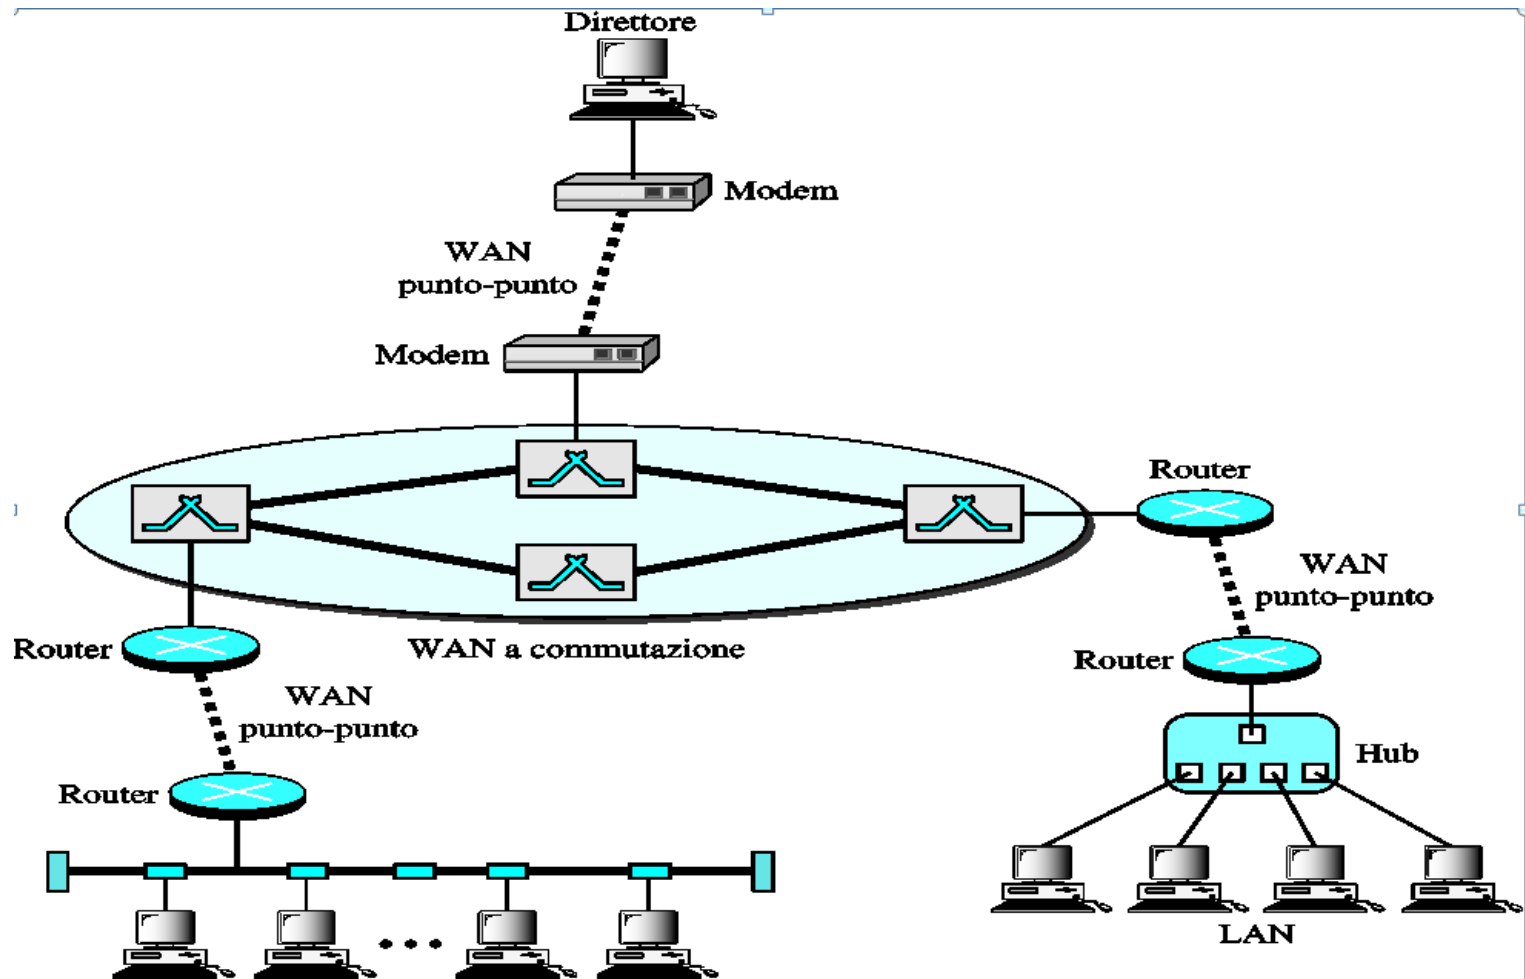 Direttore
Modem
WAN
punto-punto
Modem
Router
WAN
punto-punto
Router
WAN a commutazione
Router
WAN
punto-punto
Router
Hub
LAN